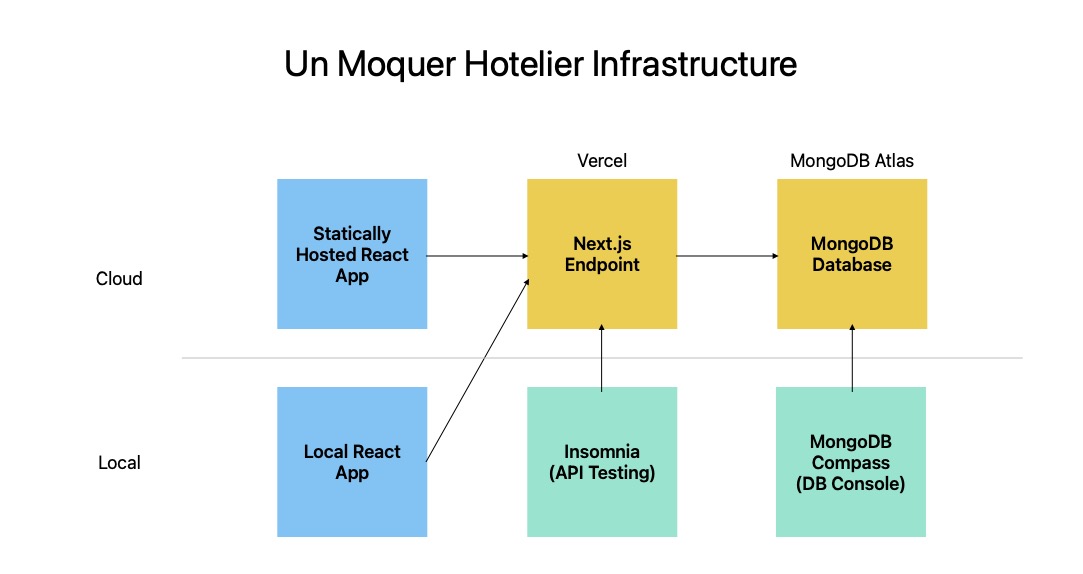 Un Moquer Hotelier Infrastructure
Vercel
MongoDB Atlas
Statically
Hosted React
App
Next.js
Endpoint
MongoDB
Database
Cloud
Local React
App
Insomnia
(API Testing)
MongoDB
Compass
(DB Console)
Local